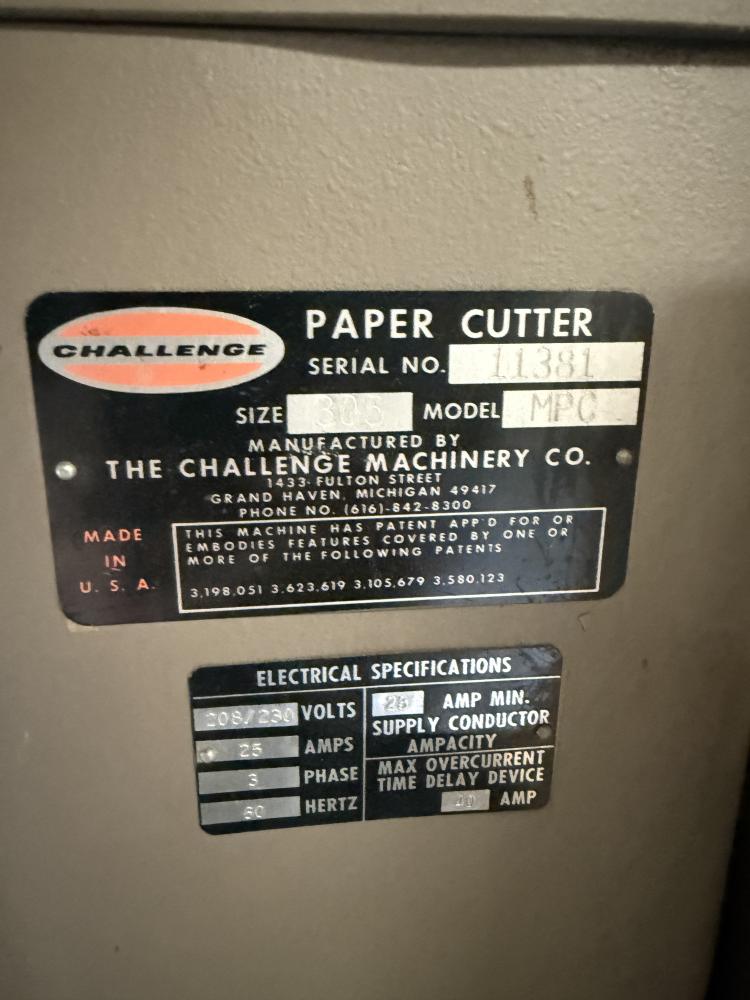 CHALLENGE
PAPER CUTTER
SERIAL NO. 11381
SIZE 305 MODEL MPC
MANUFACTURED BY
THE CHALLENGE MACHINERY CO.
1433 FULTON STREET
GRAND HAVEN, MICHIGAN 49417
PHONE NO. (616)-842-8300
MADE
IN
U. S. A.
THIS MACHINE HAS PATENT APP'D FOR OR
EMBODIES FEATURES COVERED BY ONE OR
MORE OF THE FOLLOWING PATENTS
3,198,051 3,623,619 3,105,679 3,580,123
ELECTRICAL SPECIFICATIONS
208/230 VOLTS
25 AMPS
3 PHASE
60 HERTZ
AMP MIN.
SUPPLY CONDUCTOR
AMPACITY
MAX OVERCURRENT
TIME DELAY DEVICE
40 AMP